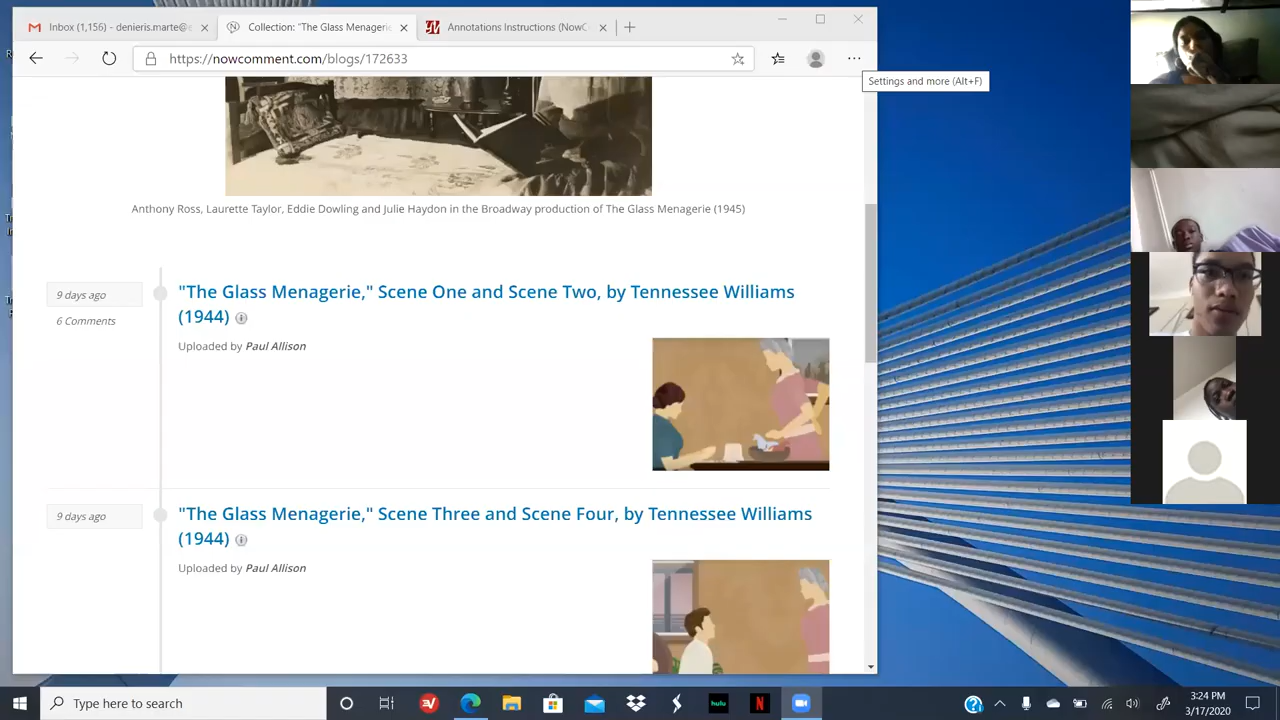 Inbox (1,156) - denieris.marte@
Collection: "The Glass Menagerie
Annotations Instructions (NowC
https://nowcomment.com/blogs/172633
Settings and more (Alt+F)
Anthony Ross, Laurette Taylor, Eddie Dowling and Julie Haydon in the Broadway production of The Glass Menagerie (1945)
9 days ago
6 Comments
"The Glass Menagerie," Scene One and Scene Two, by Tennessee Williams
(1944)
Uploaded by Paul Allison
9 days ago
"The Glass Menagerie," Scene Three and Scene Four, by Tennessee Williams
(1944)
Uploaded by Paul Allison
Type here to search
hulu
N
3:24 PM
3/17/2020